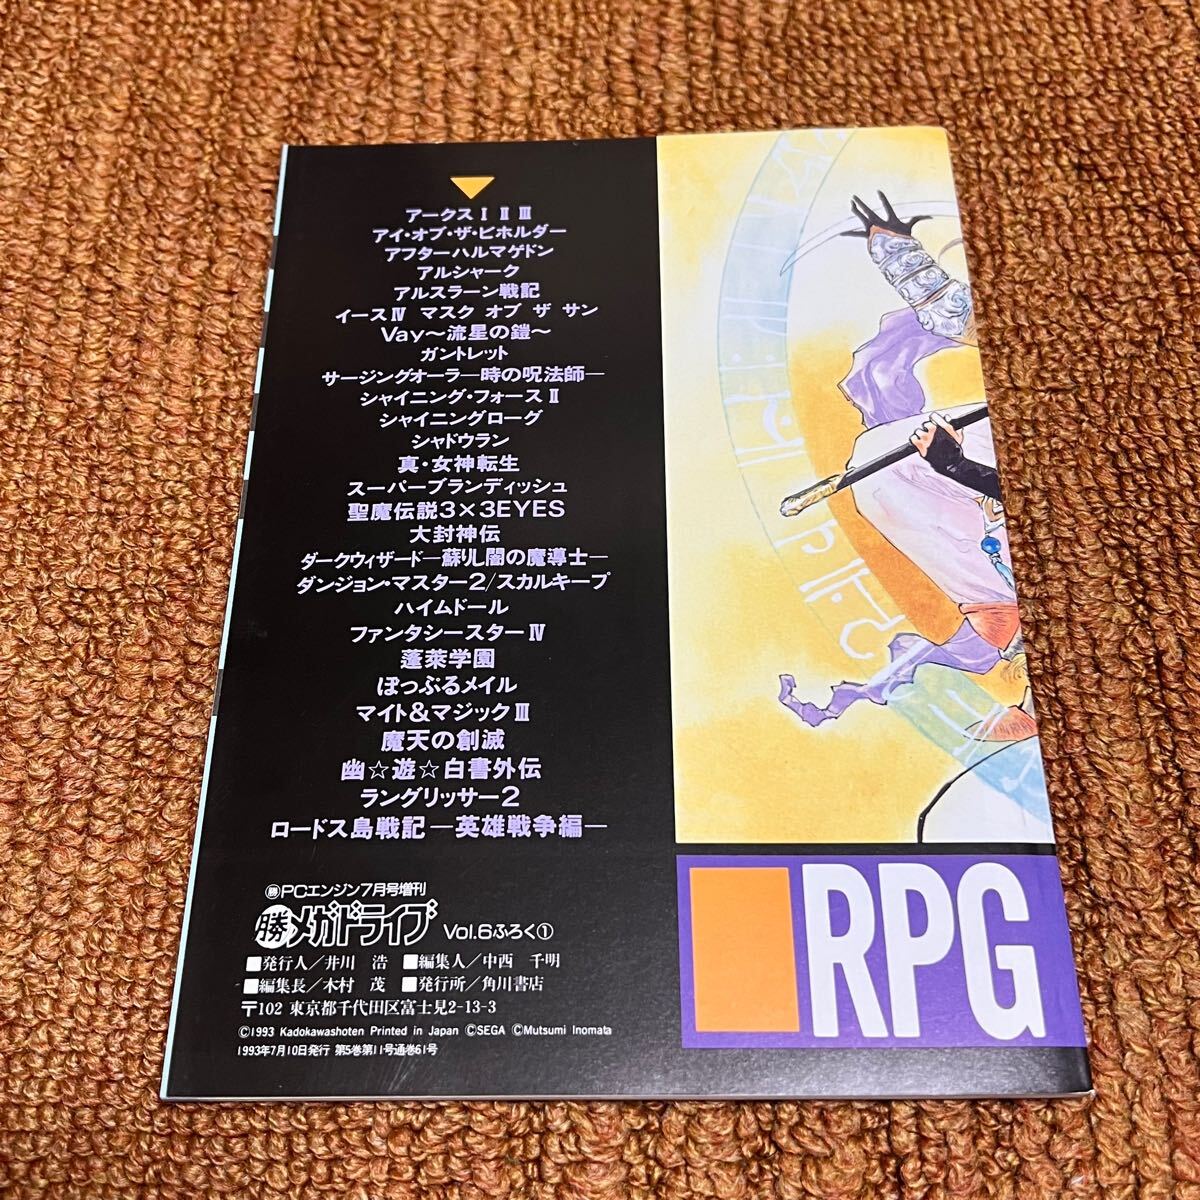 アークスⅠ Ⅱ Ⅲ
アイ・オブ・ザ・ビホルダー
アフターハルマゲドン
アルシャーク
アルスラーン戦記
イースⅣ マスク オブ ザ サン
Vay〜流星の鎧〜
ガントレット
サージングオーラ―時の呪法師―
シャイニング・フォースⅡ
シャイニングローグ
シャドウラン
真・女神転生
スーパーブランディッシュ
聖魔伝説3×3EYES
大封神伝
ダークウィザード―蘇りし闇の魔導士―
ダンジョン・マスター2/スカルキープ
ハイムドール
ファンタシースターⅣ
蓬莱学園
ぽっぷるメイル
マイト&マジックⅢ
魔天の創滅
幽☆遊☆白書外伝
ラングリッサー2
ロードス島戦記―英雄戦争編―
㊝PCエンジン7月号増刊
勝メガドライブ Vol.6ふろく①
■発行人/井川 浩 ■編集人/中西 千明
■編集長/木村 茂 ■発行所/角川書店
〒102 東京都千代田区富士見2-13-3
©1993 Kadokawashoten Printed in Japan ©SEGA ©Mutsumi Inomata
1993年7月10日発行 第5巻第11号通巻61号
RPG